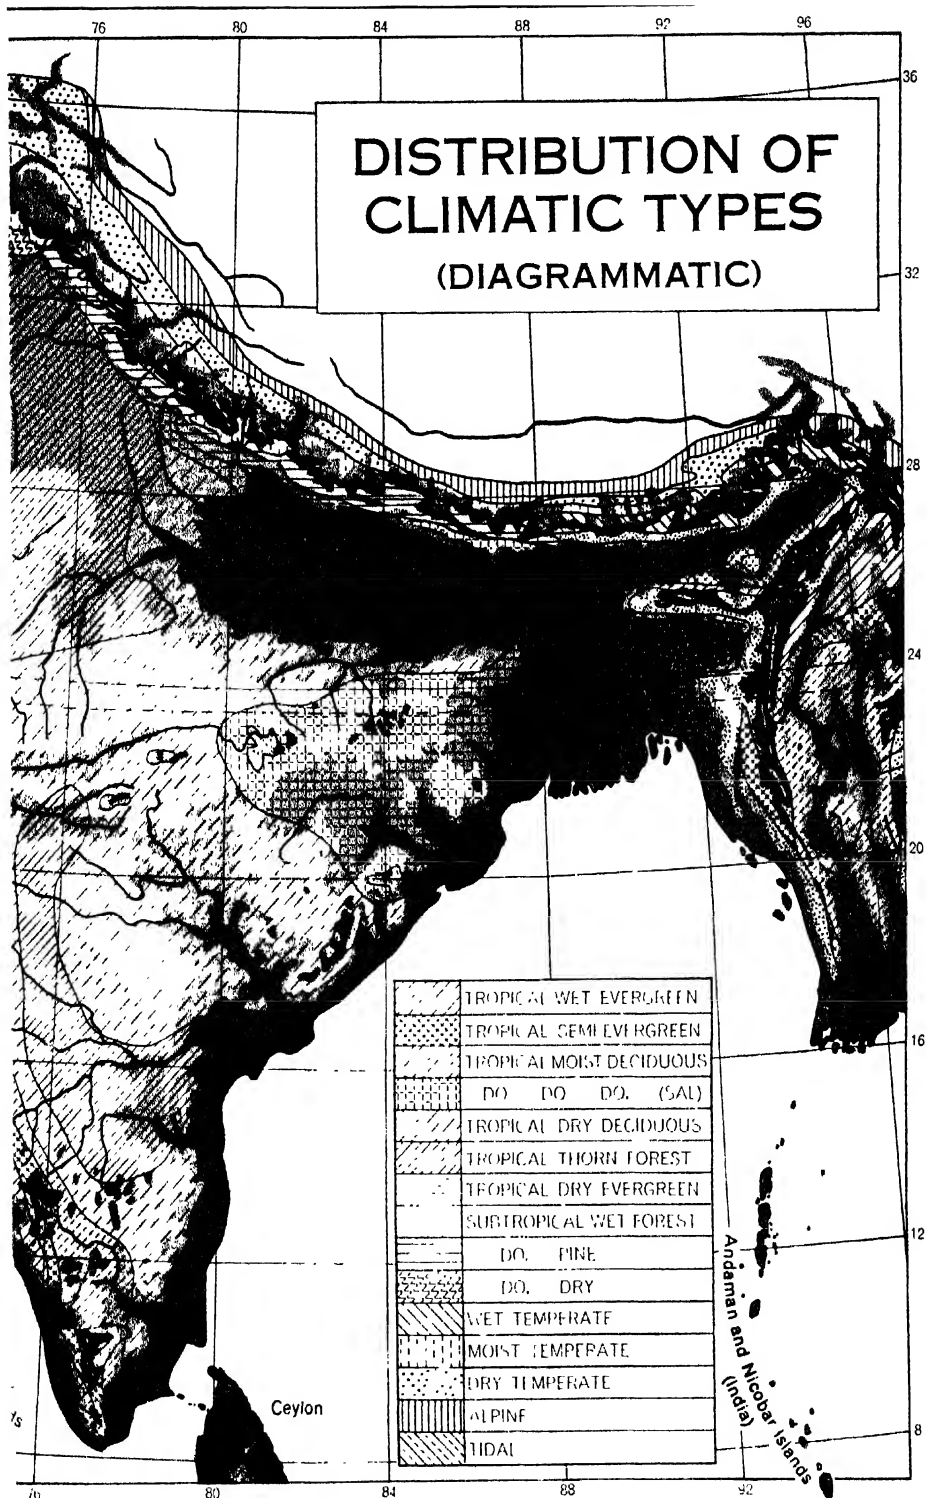 76 80 84 88 92 96
36
DISTRIBUTION OF
CLIMATIC TYPES
(DIAGRAMMATIC)
32
28
24
20
TROPICAL WET EVERGREEN
TROPICAL SEMI EVERGREEN
TROPICAL MOIST DECIDUOUS
16
DO DO DO. (SAL)
TROPICAL DRY DECIDUOUS
TROPICAL THORN FOREST
TROPICAL DRY EVERGREEN
SUBTROPICAL WET FOREST
12
DO. PINE
DO. DRY
WET TEMPERATE
MOIST TEMPERATE
DRY TEMPERATE
ALPINE
TIDAL
8
Andaman and Nicobar Islands
(India)
Ceylon
80 84 88 92